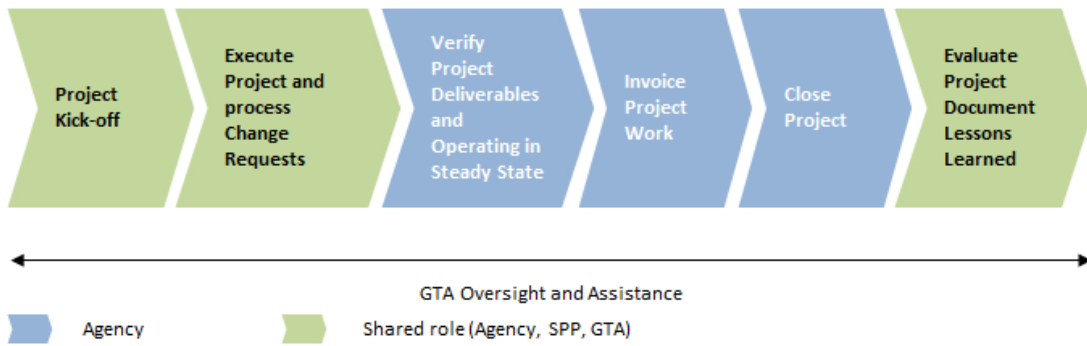 Project
Kick-off
Execute
Project and
process
Change
Requests
Verify
Project
Deliverables
and
Operating in
Steady State
Invoice
Project
Work
Close
Project
Evaluate
Project
Document
Lessons
Learned
GTA Oversight and Assistance
Agency
Shared role (Agency, SPP, GTA)